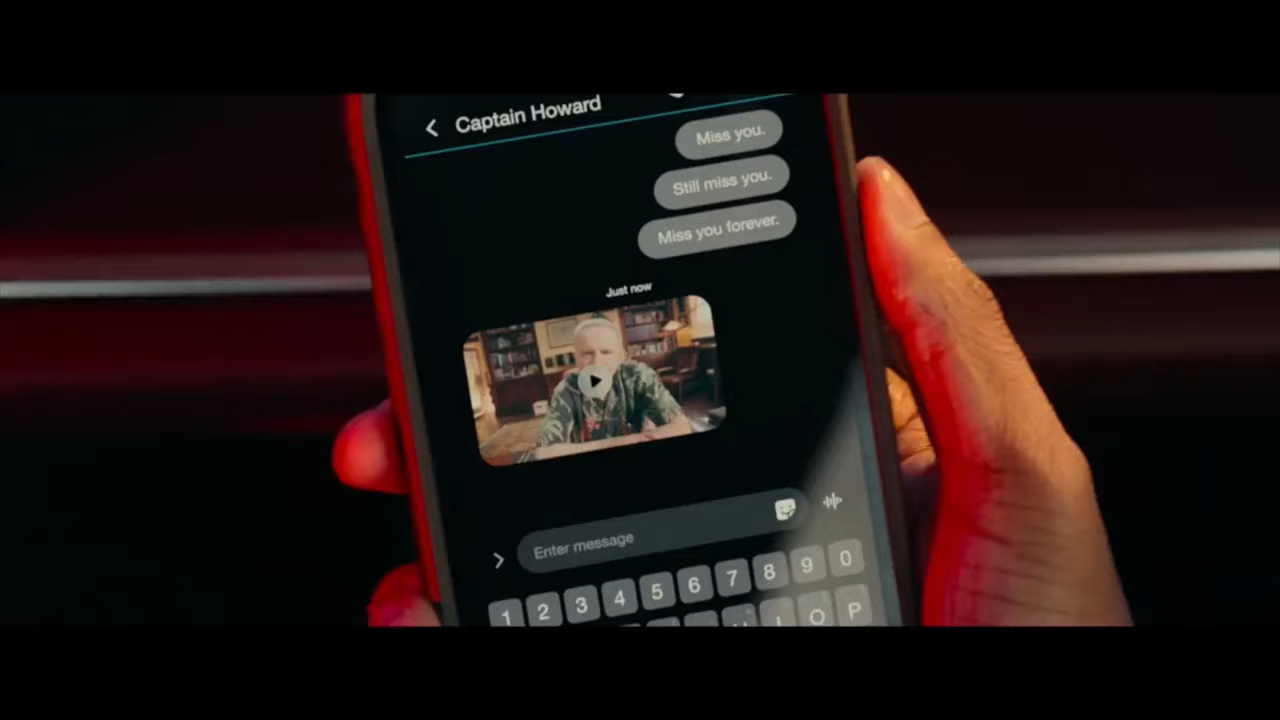 Captain Howard
Miss you.
Still miss you.
Miss you forever.
Just now
Enter message
1 2 3 4 5 6 7 8 9 0
I O P